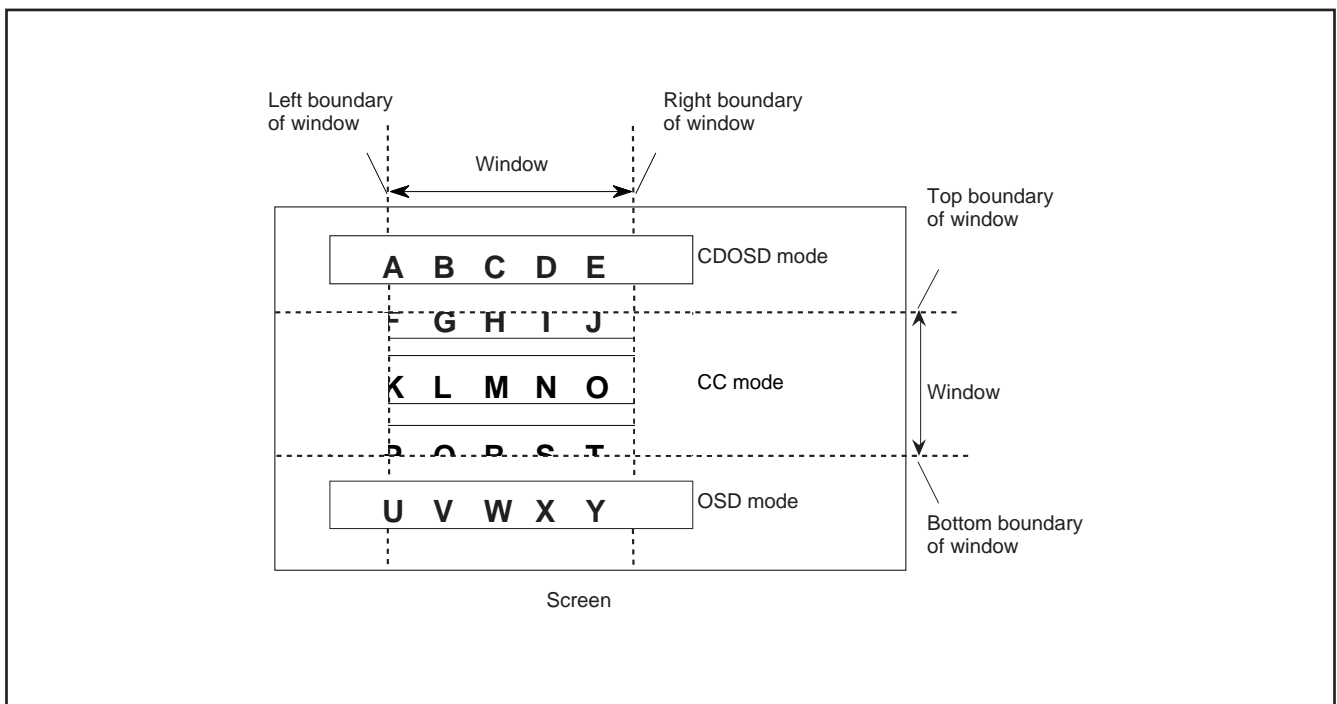 Left boundary
of window
Right boundary
of window
Window
Top boundary
of window
A B C D E
CDOSD mode
G H I J
K L M N O
CC mode
Window
S T
U V W X Y
OSD mode
Bottom boundary
of window
Screen